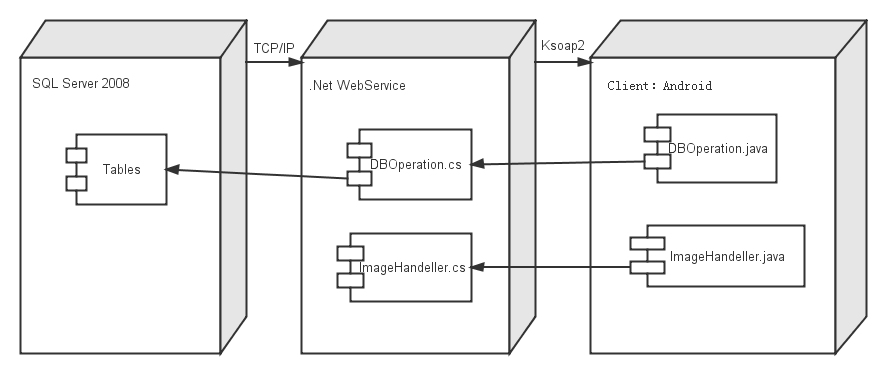 TCP/IP
Ksoap2
SQL Server 2008
.Net WebService
Client: Android
Tables
DBOperation.cs
DBOperation.java
ImageHandeller.cs
ImageHandeller.java